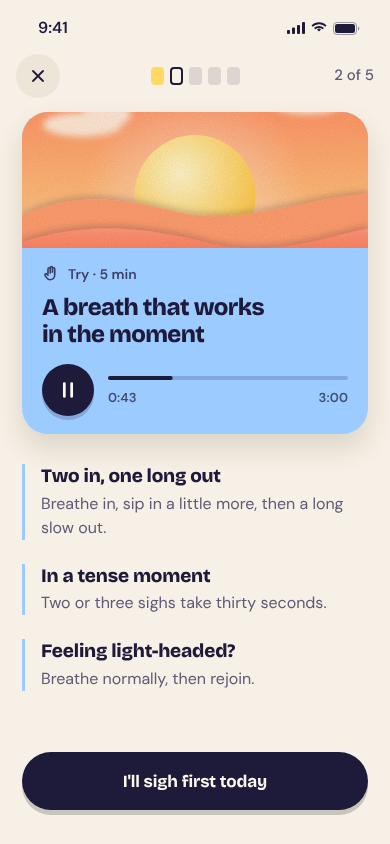 9:41
2 of 5
Try · 5 min
A breath that works
in the moment
0:43
3:00
Two in, one long out
Breathe in, sip in a little more, then a long
slow out.
In a tense moment
Two or three sighs take thirty seconds.
Feeling light-headed?
Breathe normally, then rejoin.
I'll sigh first today